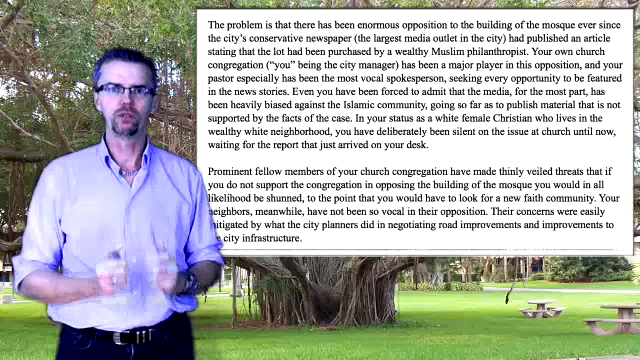 The problem is that there has been enormous opposition to the building of the mosque ever since
the city's conservative newspaper (the largest media outlet in the city) had published an article
stating that the lot had been purchased by a wealthy Muslim philanthropist. Your own church
congregation ("you" being the city manager) has been a major player in this opposition, and your
pastor especially has been the most vocal spokesperson, seeking every opportunity to be featured
in the news stories. Even you have been forced to admit that the media, for the most part, has
been heavily biased against the Islamic community, going so far as to publish material that is not
supported by the facts of the case. In your status as a white female Christian who lives in the
wealthy white neighborhood, you have deliberately been silent on the issue at church until now,
waiting for the report that just arrived on your desk.
Prominent fellow members of your church congregation have made thinly veiled threats that if
you do not support the congregation in opposing the building of the mosque you would in all
likelihood be shunned, to the point that you would have to look for a new faith community. Your
neighbors, meanwhile, have not been so vocal in their opposition. Their concerns were easily
mitigated by what the city planners did in negotiating road improvements and improvements to
the city infrastructure.